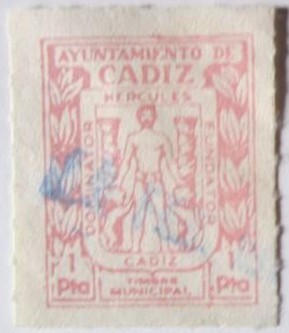 AYUNTAMIENTO DE
CADIZ
HERCULES
DOMINATOR
FUNDATOR
CADIZ
1 Pta
TIMBRE
MUNICIPAL
1 Pta